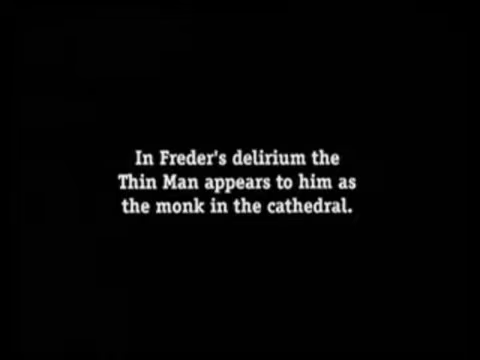 In Freder's delirium the
Thin Man appears to him as
the monk in the cathedral.